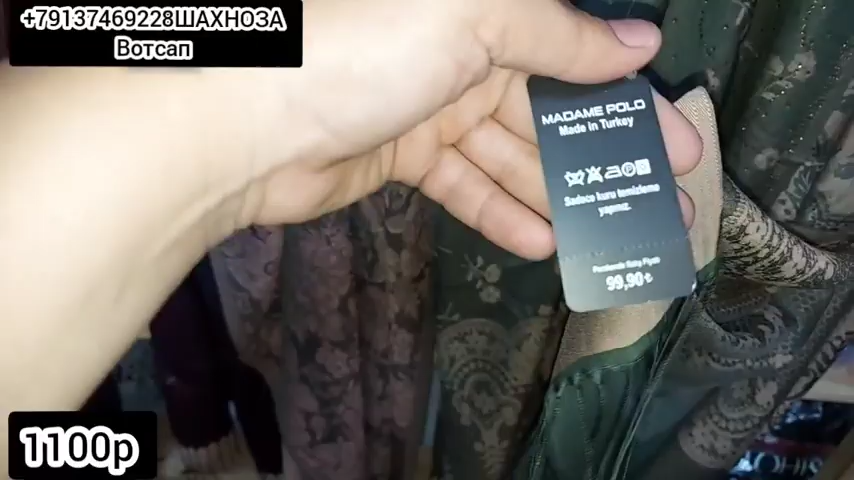 +79137469228ШАХНОЗА
Вотсап
MADAME POLO
Made in Turkey
Sadece kuru temizleme
yapınız.
Perakende Satış Fiyatı
99,90 ₺
1100р